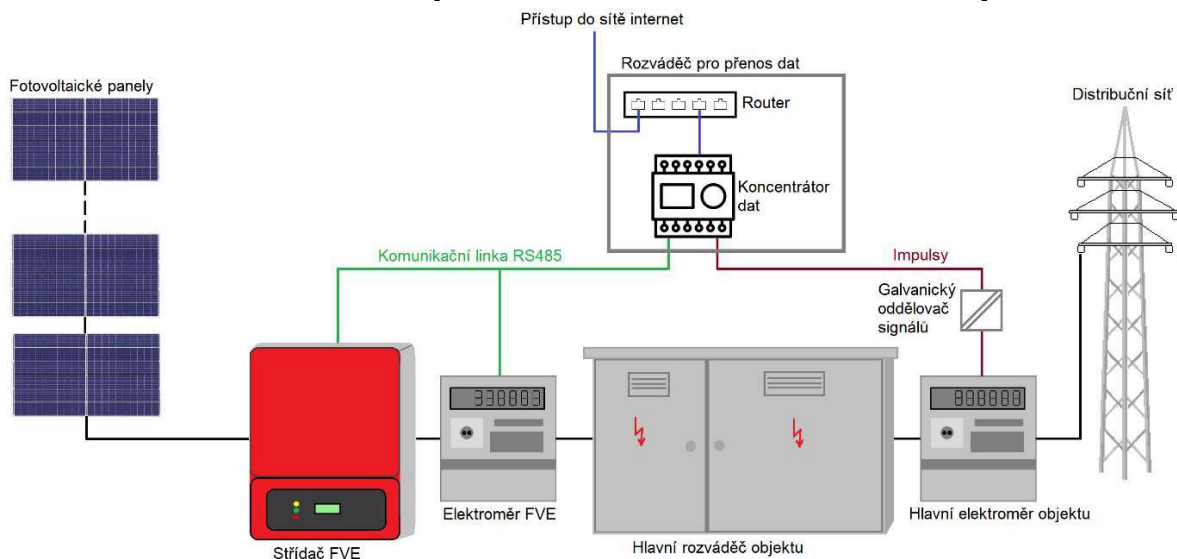 Přístup do sítě internet
Rozváděč pro přenos dat
Fotovoltaické panely
Router
Distribuční síť
Koncentrátor
dat
Komunikační linka RS485
Impulsy
Galvanický
oddělovač
signálů
338883
888888
Elektroměr FVE
Hlavní elektroměr objektu
Střídač FVE
Hlavní rozváděč objektu